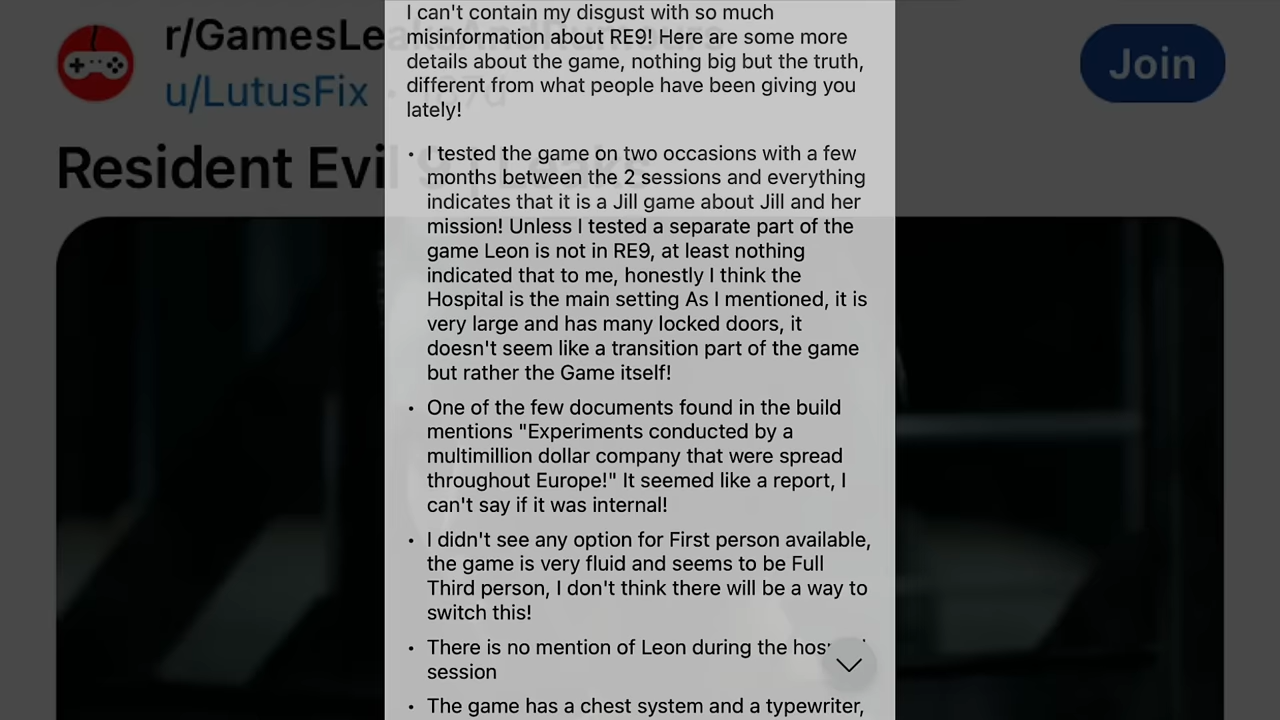 I can't contain my disgust with so much
misinformation about RE9! Here are some more
details about the game, nothing big but the truth,
different from what people have been giving you
lately!
• I tested the game on two occasions with a few
months between the 2 sessions and everything
indicates that it is a Jill game about Jill and her
mission! Unless I tested a separate part of the
game Leon is not in RE9, at least nothing
indicated that to me, honestly I think the
Hospital is the main setting As I mentioned, it is
very large and has many locked doors, it
doesn't seem like a transition part of the game
but rather the Game itself!
• One of the few documents found in the build
mentions "Experiments conducted by a
multimillion dollar company that were spread
throughout Europe!" It seemed like a report, I
can't say if it was internal!
• I didn't see any option for First person available,
the game is very fluid and seems to be Full
Third person, I don't think there will be a way to
switch this!
• There is no mention of Leon during the
session
• The game has a chest system and a typewriter,
r/GamesLeaksAndRumours
u/LutusFix
Join
Resident Evil 9 Leaks